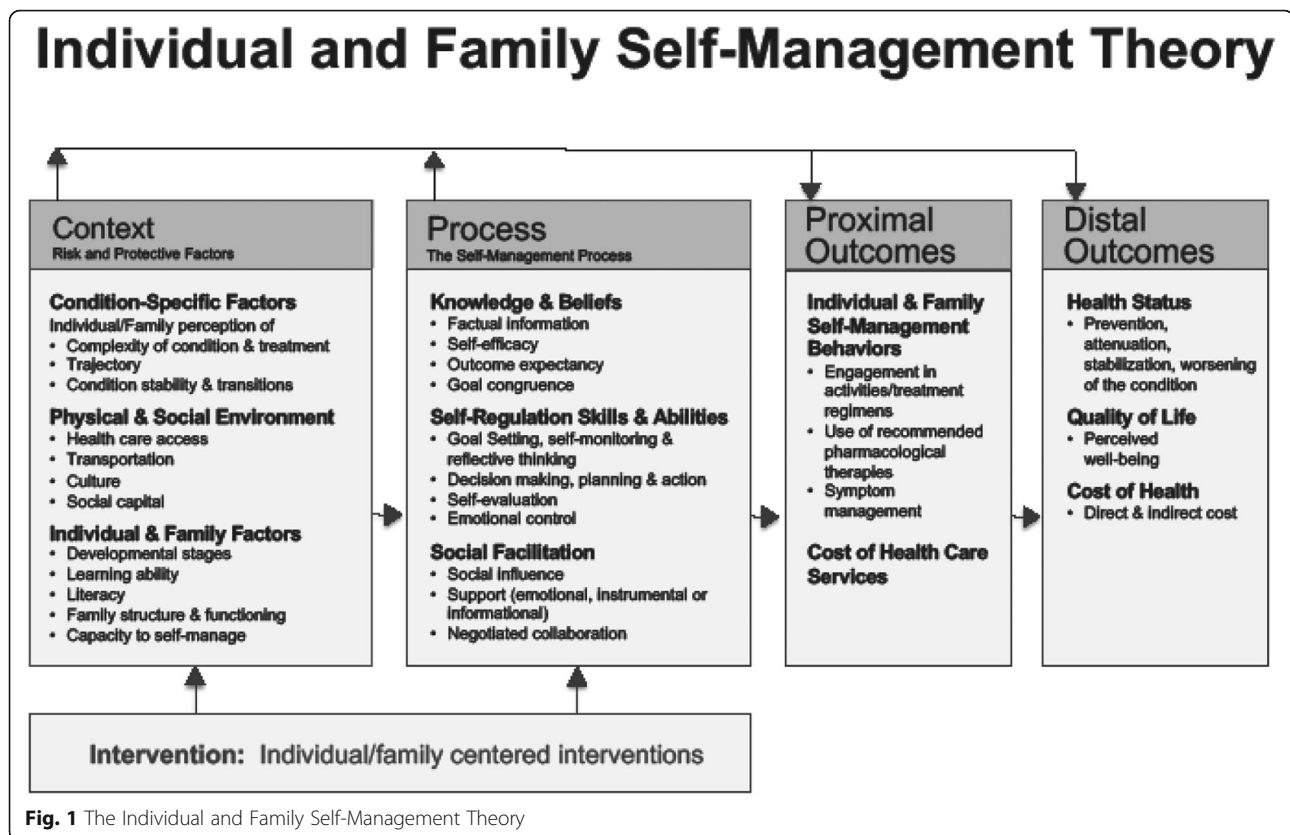 Individual and Family Self-Management Theory
Context
Risk and Protective Factors
Condition-Specific Factors
Individual/Family perception of
• Complexity of condition & treatment
• Trajectory
• Condition stability & transitions
Physical & Social Environment
• Health care access
• Transportation
• Culture
• Social capital
Individual & Family Factors
• Developmental stages
• Learning ability
• Literacy
• Family structure & functioning
• Capacity to self-manage
Process
The Self-Management Process
Knowledge & Beliefs
• Factual information
• Self-efficacy
• Outcome expectancy
• Goal congruence
Self-Regulation Skills & Abilities
• Goal Setting, self-monitoring &
reflective thinking
• Decision making, planning & action
• Self-evaluation
• Emotional control
Social Facilitation
• Social influence
• Support (emotional, instrumental or
informational)
• Negotiated collaboration
Proximal
Outcomes
Individual & Family
Self-Management
Behaviors
• Engagement in
activities/treatment
regimens
• Use of recommended
pharmacological
therapies
• Symptom
management
Cost of Health Care
Services
Distal
Outcomes
Health Status
• Prevention,
attenuation,
stabilization, worsening
of the condition
Quality of Life
• Perceived
well-being
Cost of Health
• Direct & Indirect cost
Intervention: Individual/family centered interventions
Fig. 1 The Individual and Family Self-Management Theory